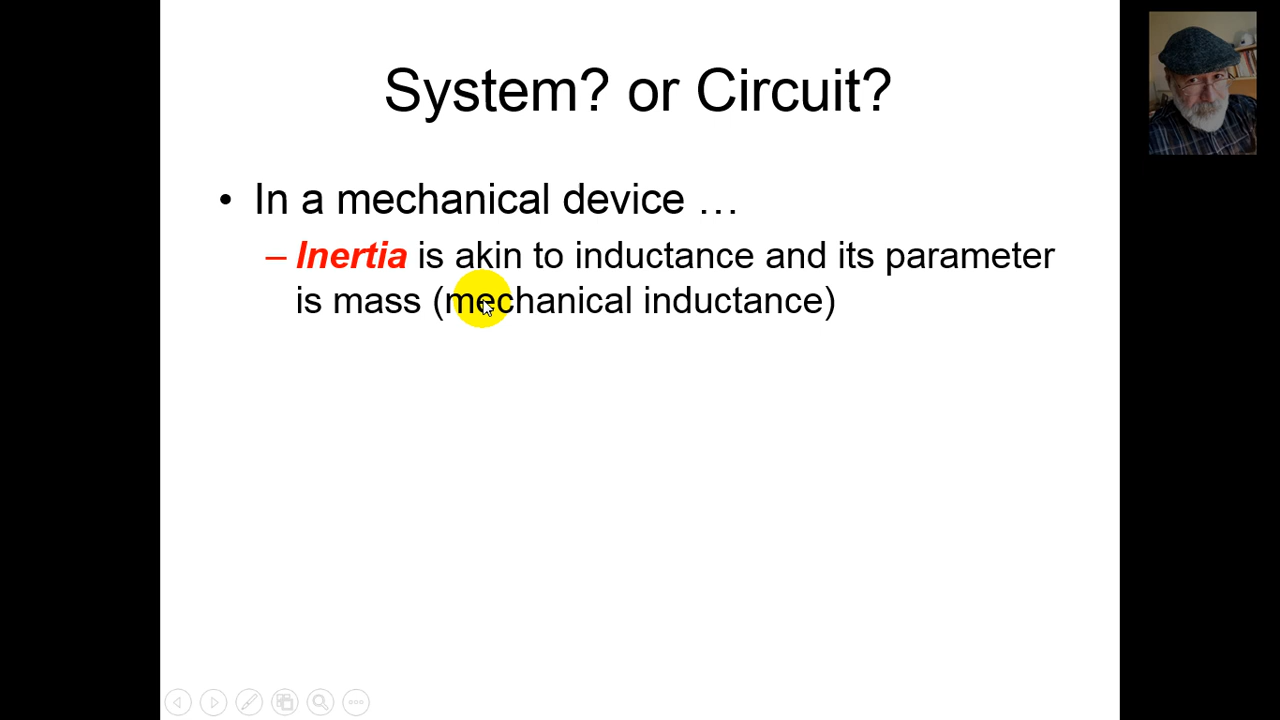 System? or Circuit?
• In a mechanical device …
– Inertia is akin to inductance and its parameter
is mass (mechanical inductance)